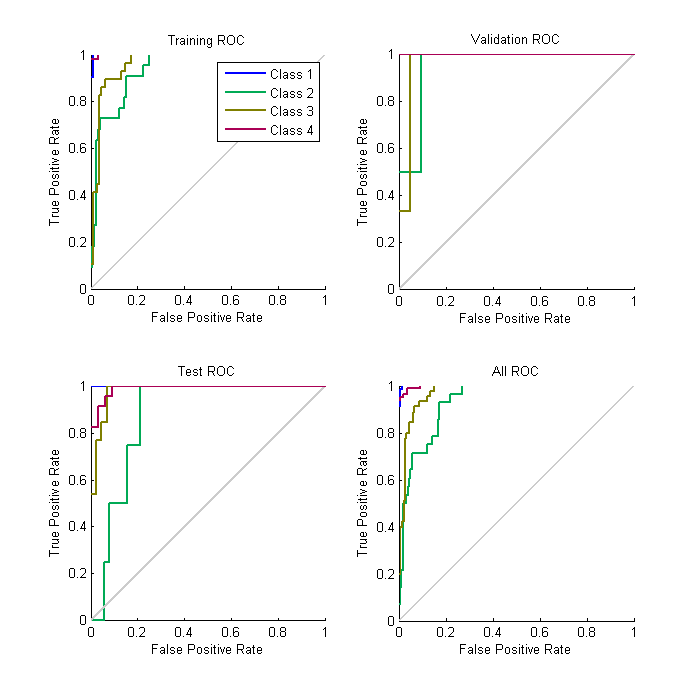 Training ROC
1
0.8
0.6
0.4
0.2
0
True Positive Rate
Class 1
Class 2
Class 3
Class 4
0 0.2 0.4 0.6 0.8 1
False Positive Rate
Validation ROC
1
0.8
0.6
0.4
0.2
0
True Positive Rate
0 0.2 0.4 0.6 0.8 1
False Positive Rate
Test ROC
1
0.8
0.6
0.4
0.2
0
True Positive Rate
0 0.2 0.4 0.6 0.8 1
False Positive Rate
All ROC
1
0.8
0.6
0.4
0.2
0
True Positive Rate
0 0.2 0.4 0.6 0.8 1
False Positive Rate